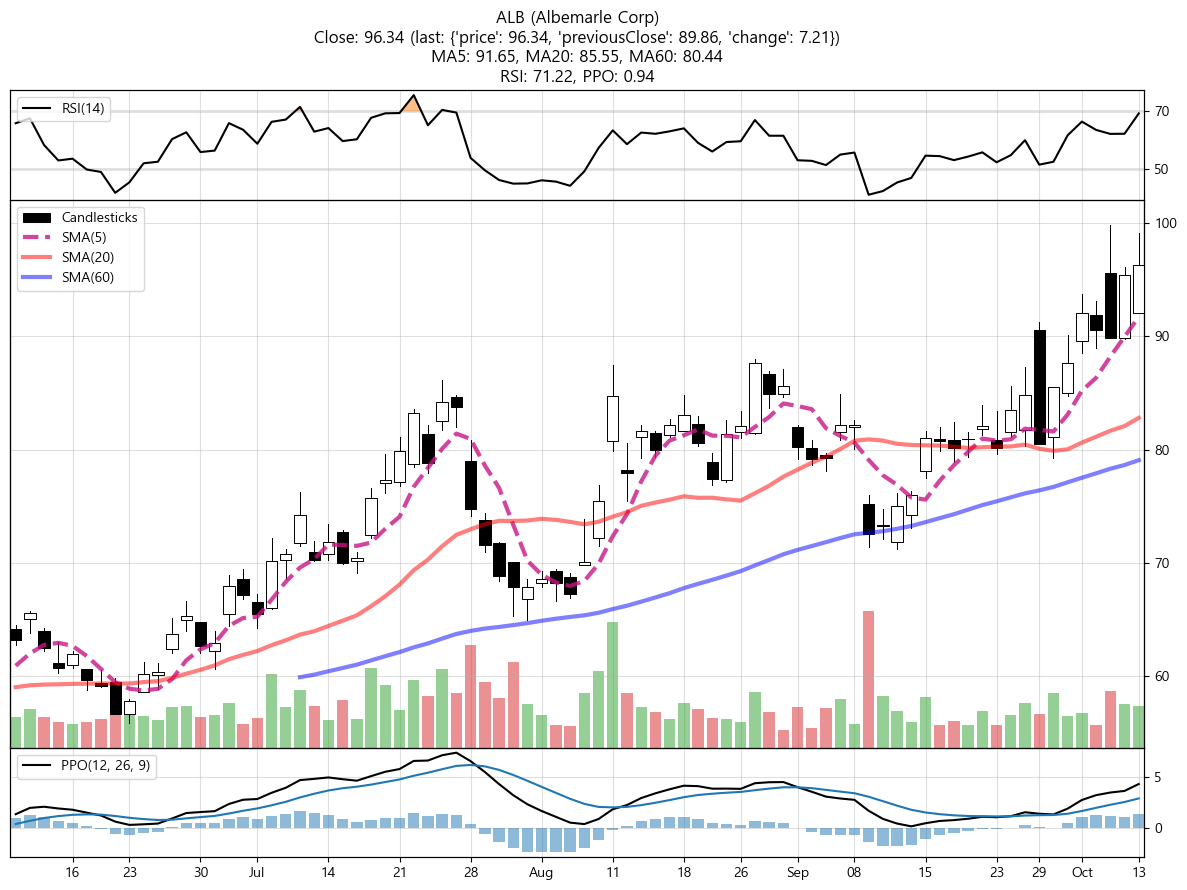 ALB (Albemarle Corp)
Close: 96.34 (last: {'price': 96.34, 'previousClose': 89.86, 'change': 7.21})
MA5: 91.65, MA20: 85.55, MA60: 80.44
RSI: 71.22, PPO: 0.94
RSI(14)
70
50
Candlesticks
SMA(5)
SMA(20)
SMA(60)
100
90
80
70
60
PPO(12, 26, 9)
5
0
16 23 30 Jul 14 21 28 Aug 11 18 26 Sep 08 15 23 29 Oct 13